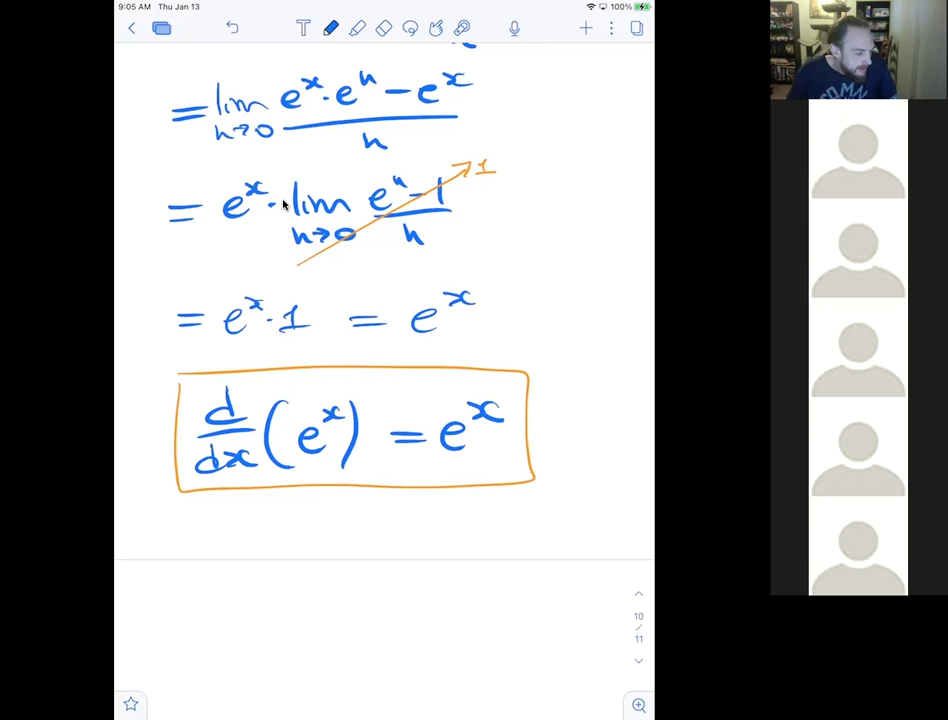 9:05 AM Thu Jan 13 100%
T
= lim h→0 (e^x · e^h − e^x) / h
= e^x · lim h→0 (e^h − 1) / h → 1
= e^x · 1 = e^x
d/dx (e^x) = e^x
10
/
11